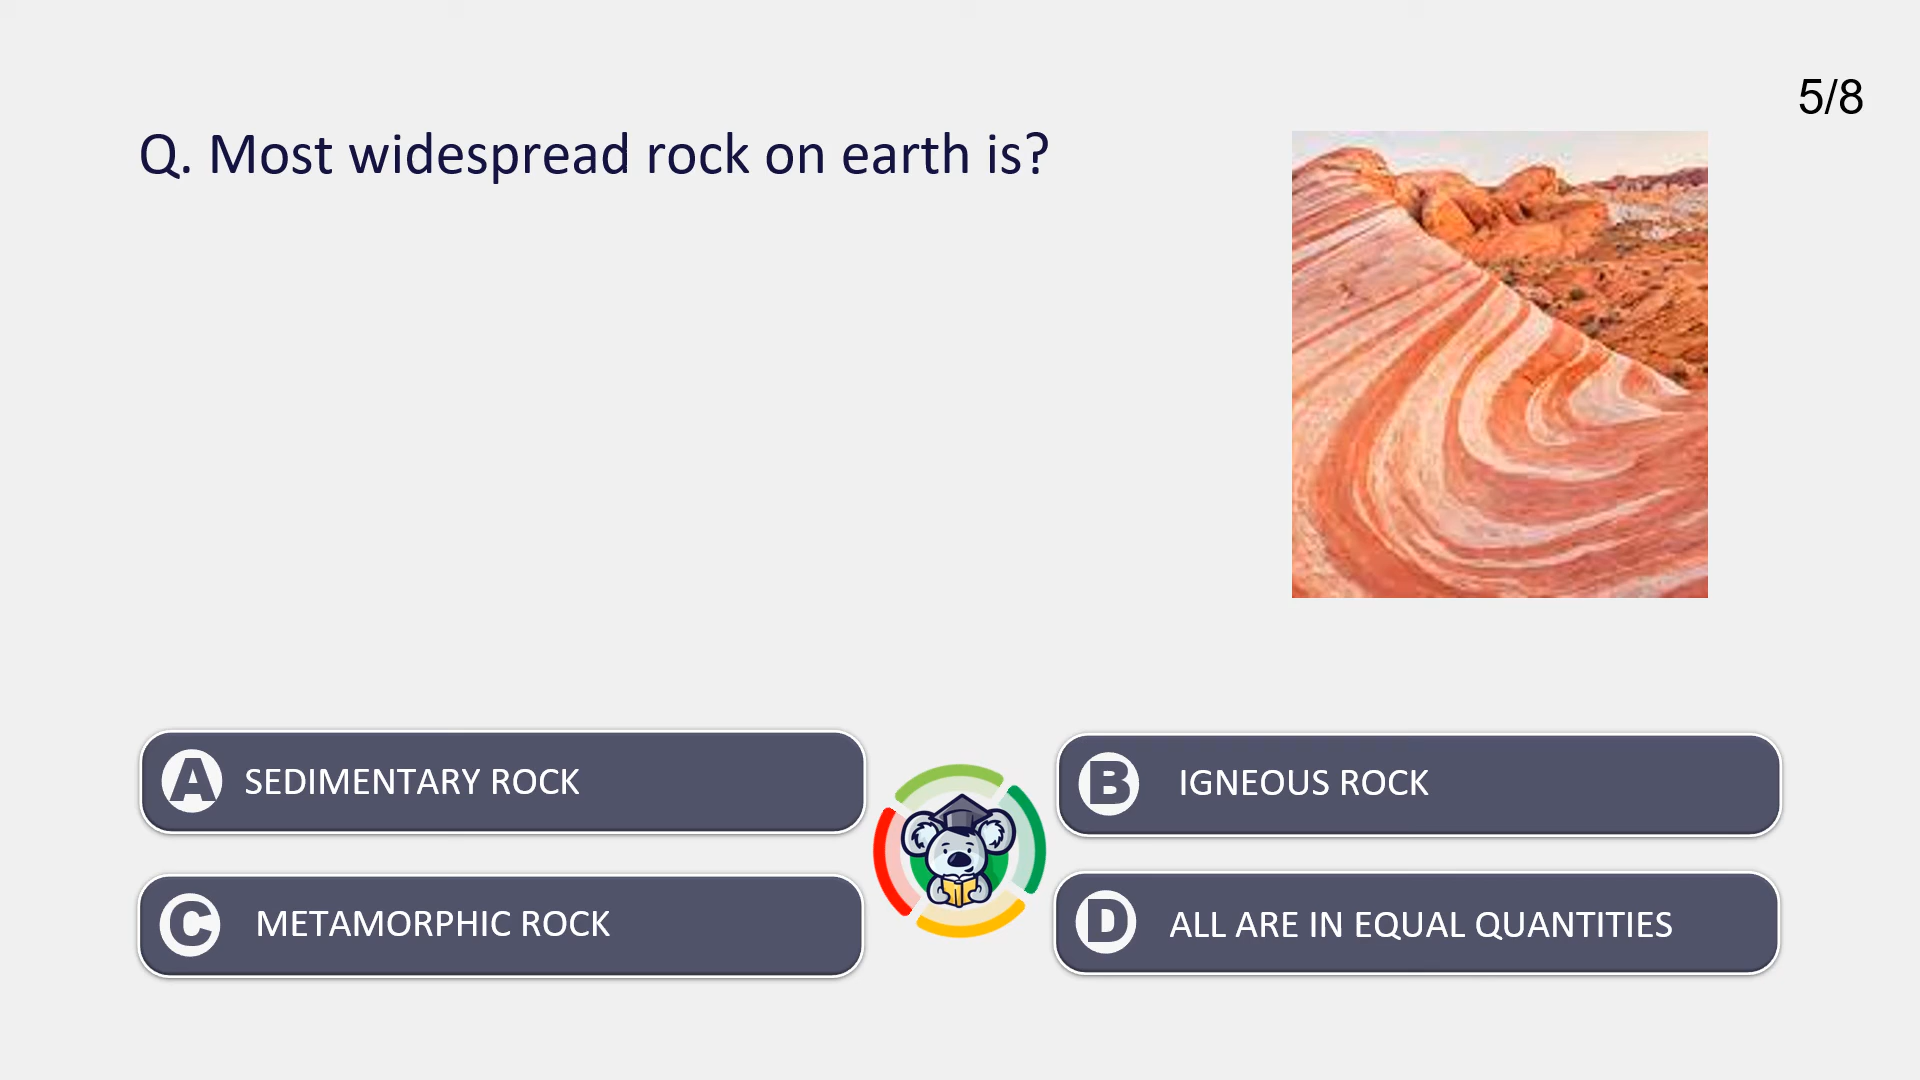 5/8
Q. Most widespread rock on earth is?
A SEDIMENTARY ROCK
B IGNEOUS ROCK
C METAMORPHIC ROCK
D ALL ARE IN EQUAL QUANTITIES